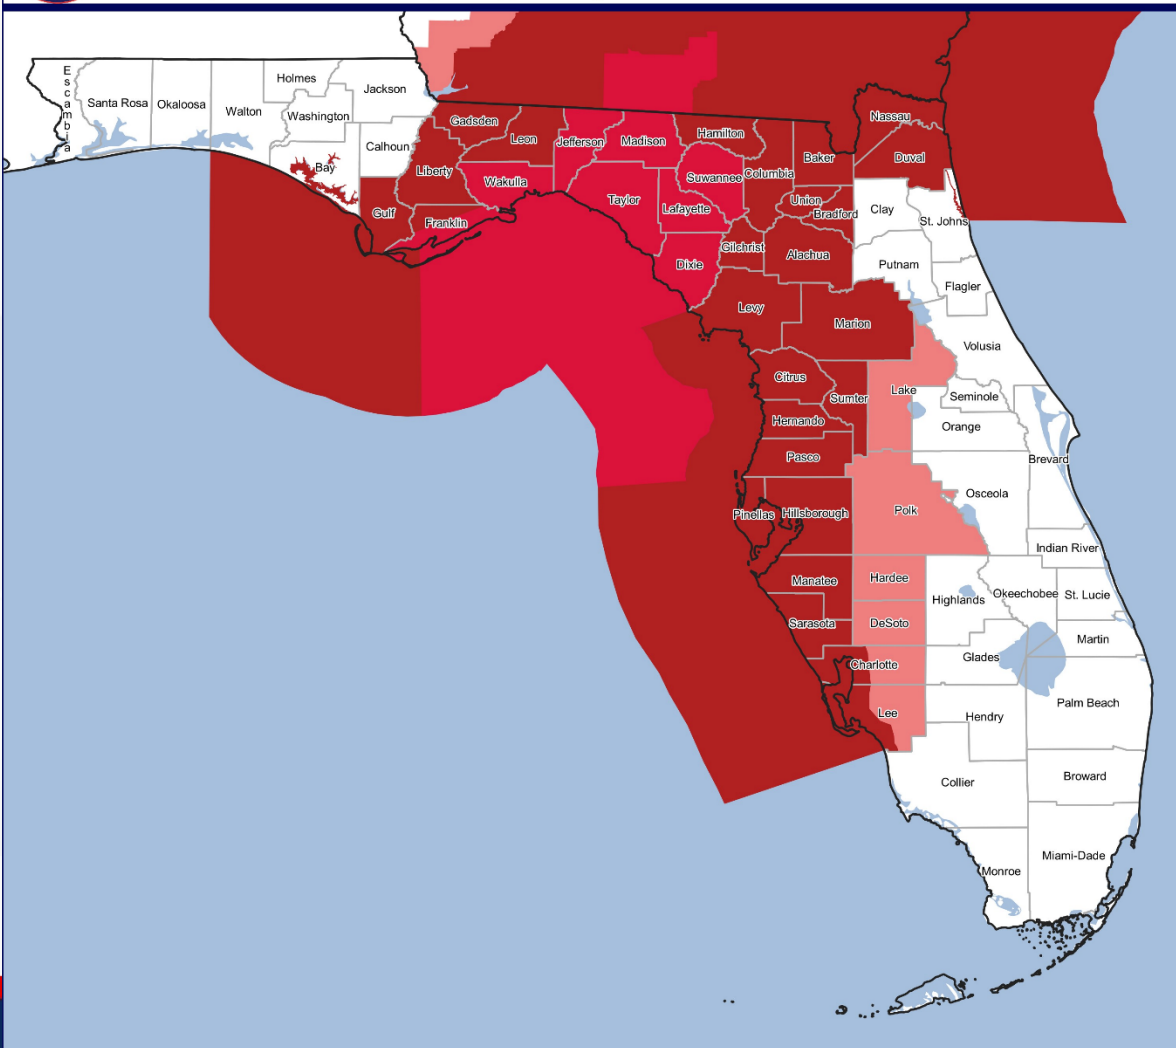 Escambia
Santa Rosa
Okaloosa
Walton
Holmes
Washington
Jackson
Bay
Calhoun
Gulf
Gadsden
Liberty
Leon
Franklin
Wakulla
Jefferson
Madison
Taylor
Hamilton
Suwannee
Lafayette
Dixie
Columbia
Baker
Nassau
Duval
Union
Bradford
Clay
St. Johns
Gilchrist
Alachua
Putnam
Flagler
Levy
Marion
Volusia
Citrus
Sumter
Lake
Seminole
Orange
Hernando
Pasco
Brevard
Pinellas
Hillsborough
Polk
Osceola
Indian River
Manatee
Hardee
Highlands
Okeechobee
St. Lucie
Sarasota
DeSoto
Martin
Charlotte
Glades
Lee
Hendry
Palm Beach
Collier
Broward
Monroe
Miami-Dade